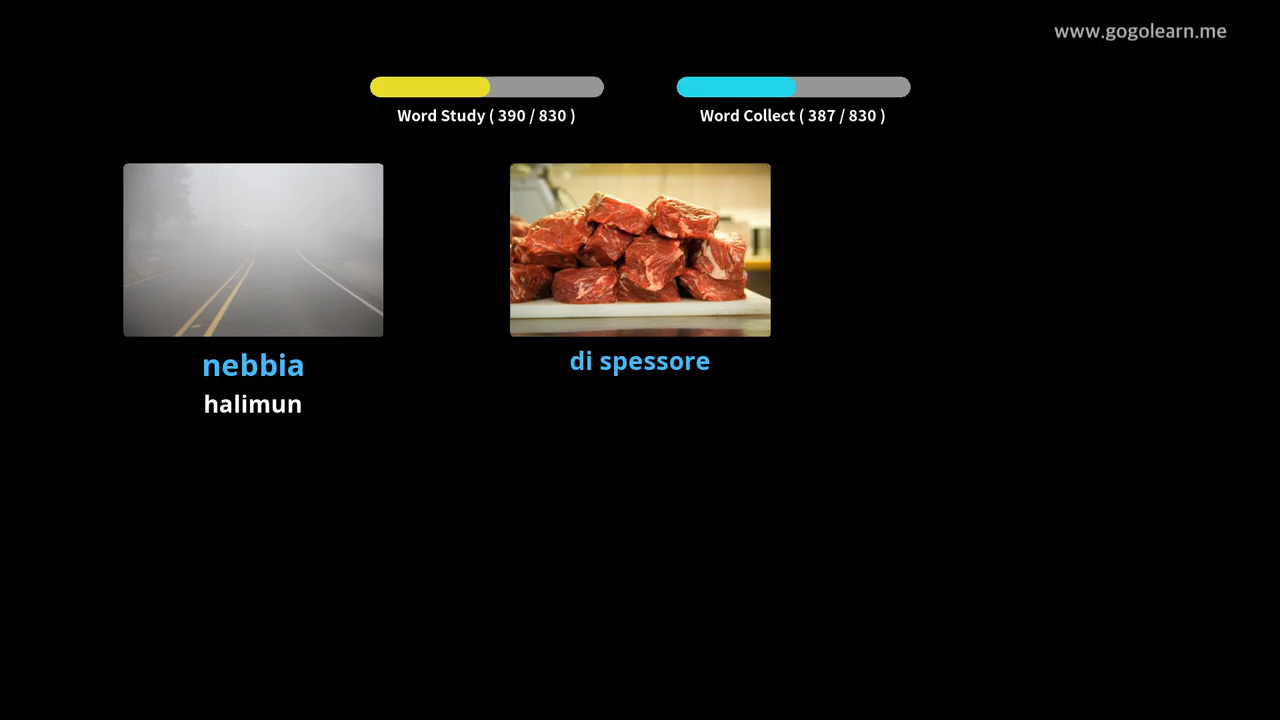 www.gogolearn.me
Word Study ( 390 / 830 )
Word Collect ( 387 / 830 )
nebbia
halimun
di spessore